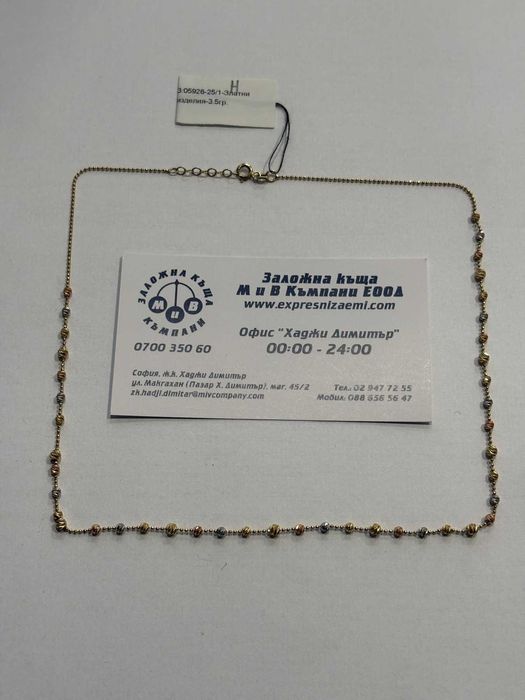 H
3.05926-25/1-Златни
изделия-3.5гр.
ЗАЛОЖНА КЪЩА
М и В
КЪМПАНИ
0700 350 60
Заложна къща
М и В Къмпани ЕООД
www.expresnizaemi.com
Офис "Хаджи Димитър"
00:00 - 24:00
София, ж.к. Хаджи Димитър
ул. Макгахан (Пазар Х. Димитър), маг. 45/2
zk.hadji.dimitar@mivcompany.com
Тел.: 02 947 72 55
Мобил.: 088 656 56 47